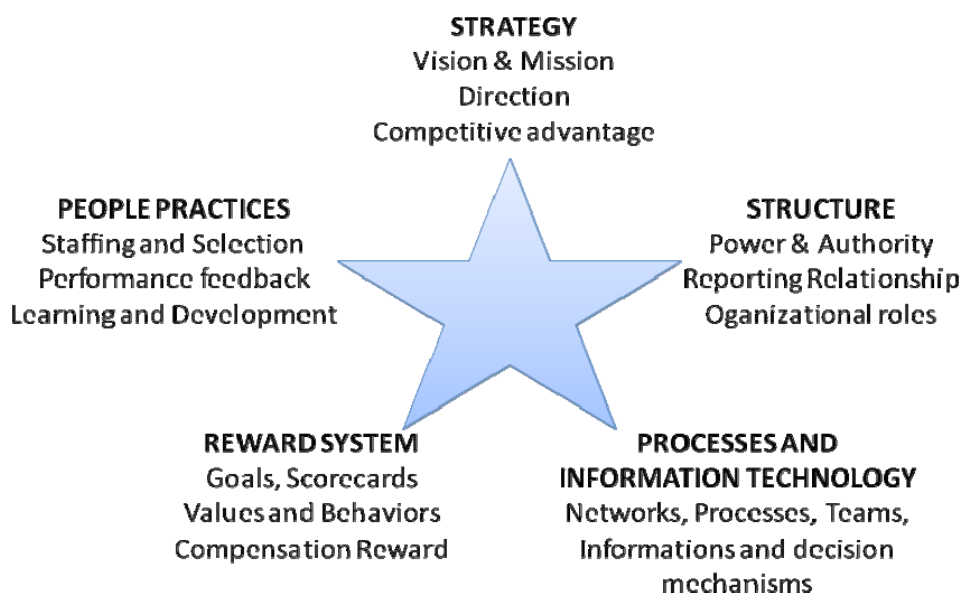 STRATEGY
Vision & Mission
Direction
Competitive advantage
PEOPLE PRACTICES
Staffing and Selection
Performance feedback
Learning and Development
STRUCTURE
Power & Authority
Reporting Relationship
Oganizational roles
REWARD SYSTEM
Goals, Scorecards
Values and Behaviors
Compensation Reward
PROCESSES AND
INFORMATION TECHNOLOGY
Networks, Processes, Teams,
Informations and decision
mechanisms